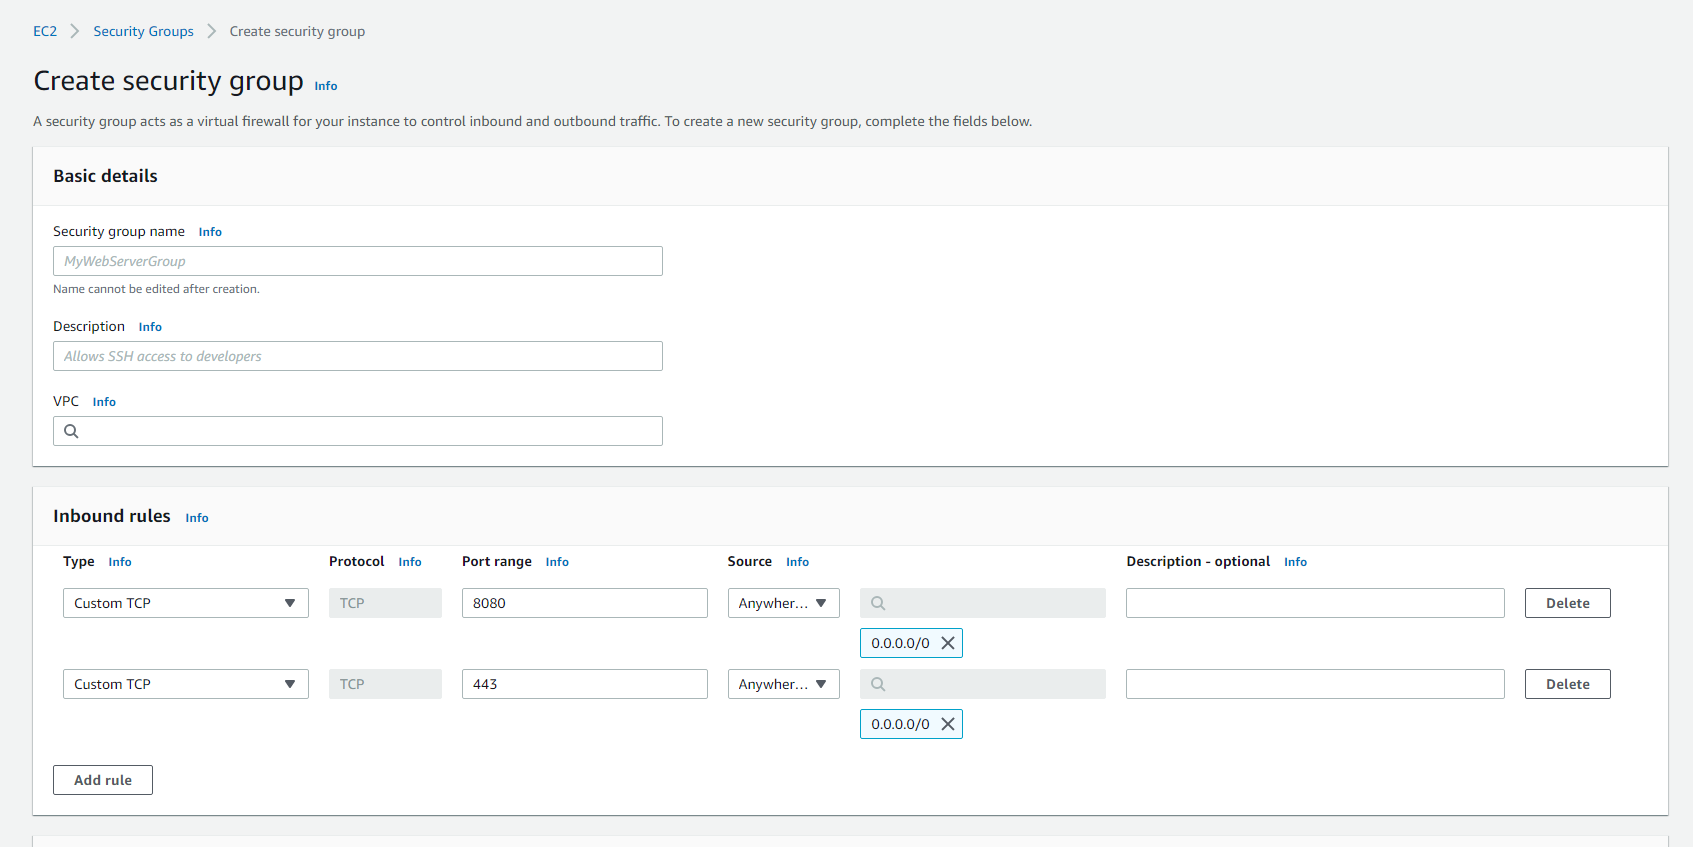 EC2 > Security Groups > Create security group
Create security group Info
A security group acts as a virtual firewall for your instance to control inbound and outbound traffic. To create a new security group, complete the fields below.
Basic details
Security group name Info
MyWebServerGroup
Name cannot be edited after creation.
Description Info
Allows SSH access to developers
VPC Info
Inbound rules Info
Type Info Protocol Info Port range Info Source Info Description - optional Info
Custom TCP TCP 8080 Anywher... Delete
0.0.0.0/0
Custom TCP TCP 443 Anywher... Delete
0.0.0.0/0
Add rule